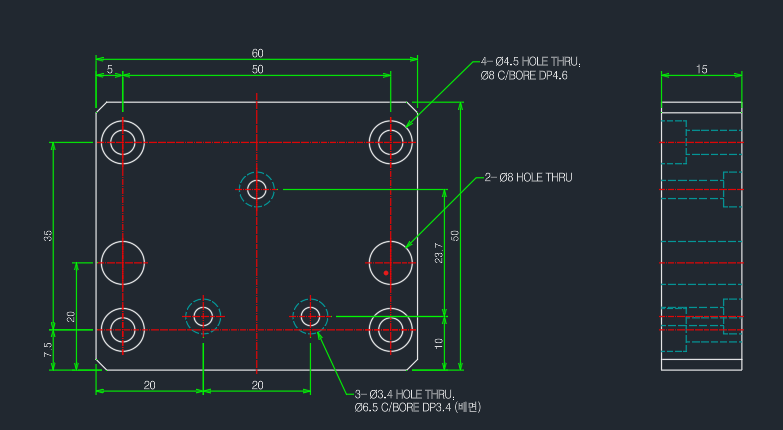 60
5
50
4- Ø4.5 HOLE THRU,
Ø8 C/BORE DP4.6
15
2- Ø8 HOLE THRU
35
23.7
50
20
7.5
10
20
20
3- Ø3.4 HOLE THRU,
Ø6.5 C/BORE DP3.4 (배면)